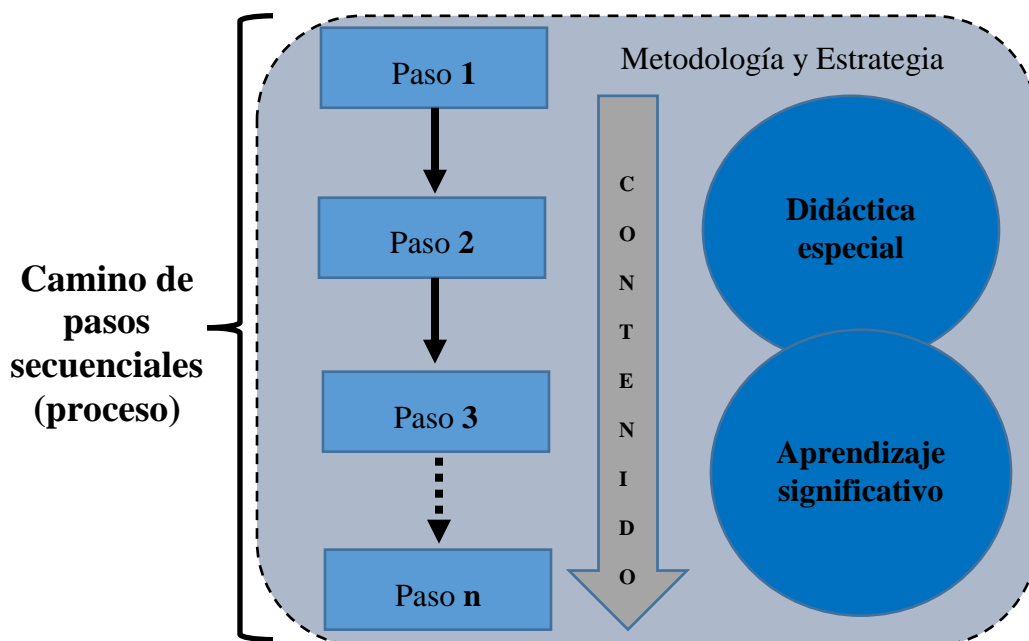 Metodología y Estrategia
Paso 1
Paso 2
Paso 3
Paso n
Camino de
pasos
secuenciales
(proceso)
C
O
N
T
E
N
I
D
O
Didáctica
especial
Aprendizaje
significativo